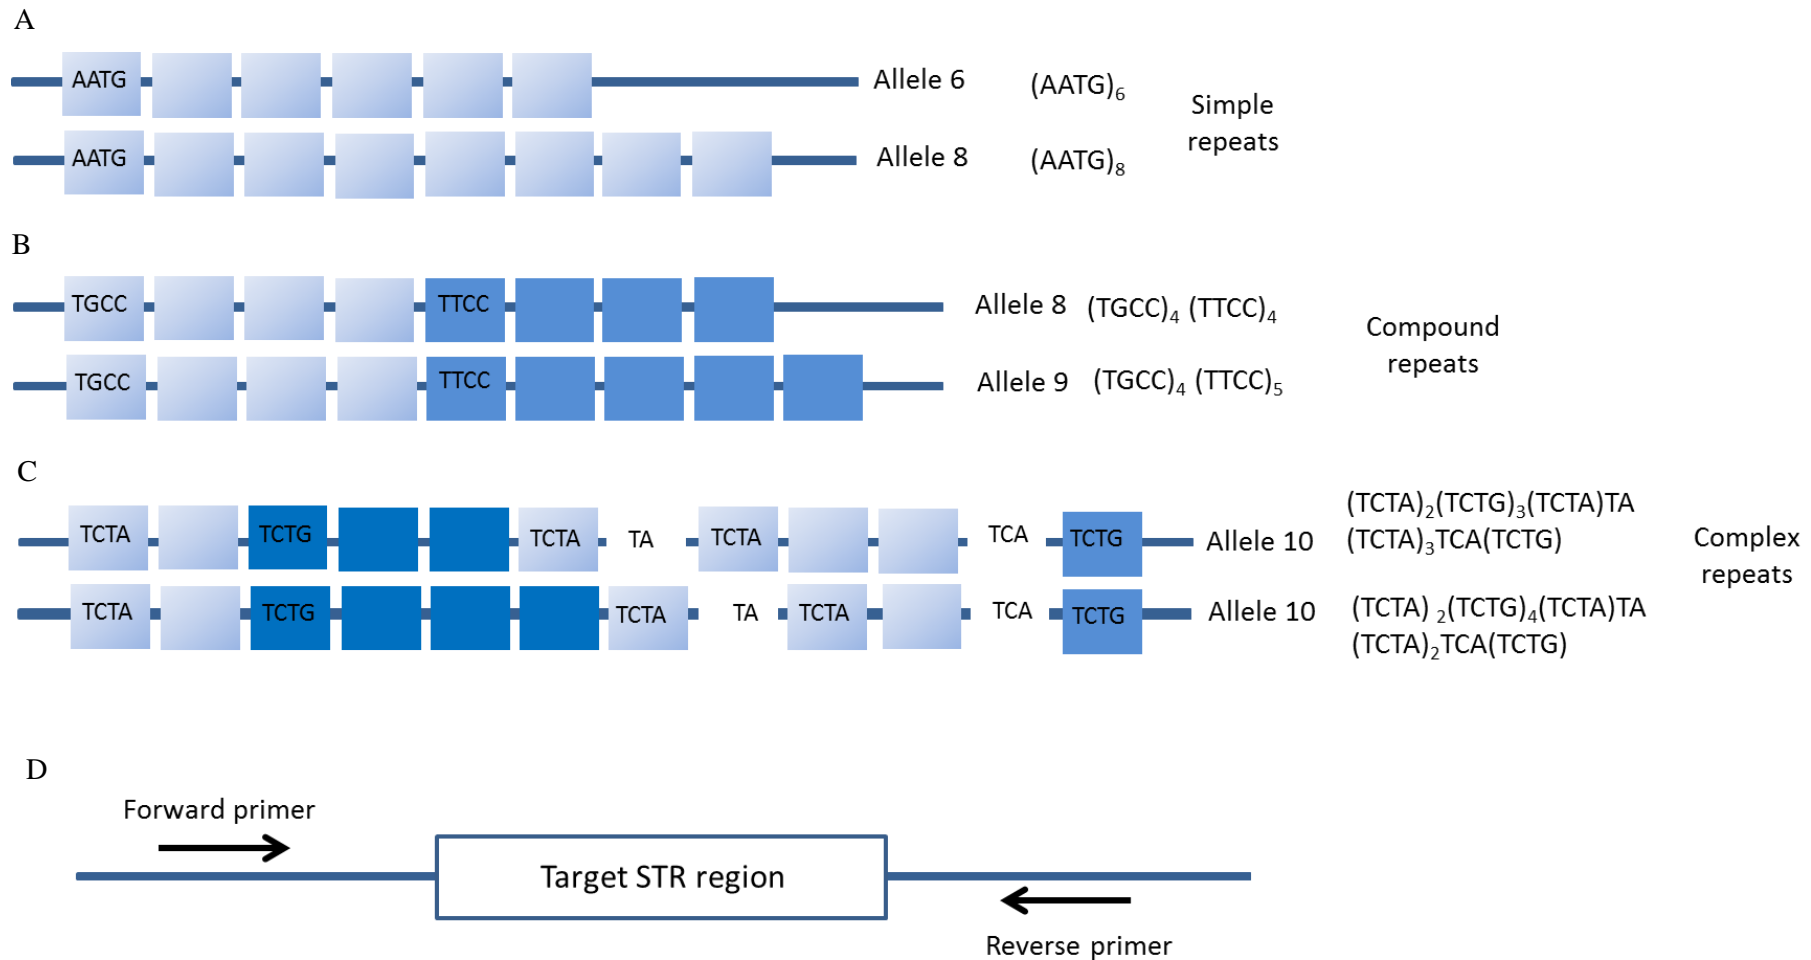 A
AATG
Allele 6
(AATG)6
Simple
repeats
AATG
Allele 8
(AATG)8
B
TGCC
TTCC
Allele 8
(TGCC)4 (TTCC)4
Compound
repeats
TGCC
TTCC
Allele 9
(TGCC)4 (TTCC)5
C
TCTA
TCTG
TCTA
TA
TCTA
TCA
TCTG
Allele 10
(TCTA)2(TCTG)3(TCTA)TA
(TCTA)3TCA(TCTG)
Complex
repeats
TCTA
TCTG
TCTA
TA
TCTA
TCA
TCTG
Allele 10
(TCTA) 2(TCTG)4(TCTA)TA
(TCTA)2TCA(TCTG)
D
Forward primer
Target STR region
Reverse primer